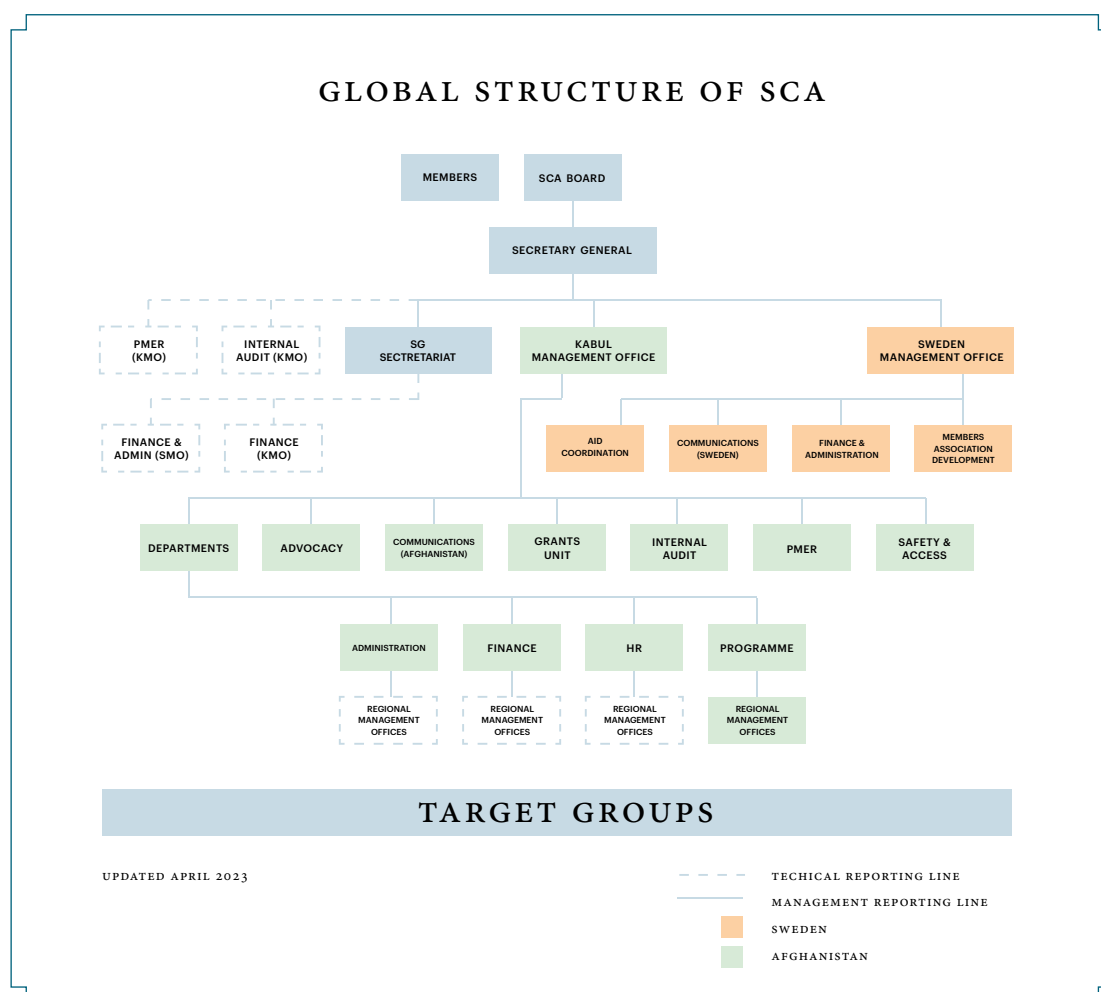 GLOBAL STRUCTURE OF SCA
MEMBERS
SCA BOARD
SECRETARY GENERAL
PMER
(KMO)
INTERNAL
AUDIT (KMO)
SG
SECTRETARIAT
KABUL
MANAGEMENT OFFICE
SWEDEN
MANAGEMENT OFFICE
FINANCE &
ADMIN (SMO)
FINANCE
(KMO)
AID
COORDINATION
COMMUNICATIONS
(SWEDEN)
FINANCE &
ADMINISTRATION
MEMBERS
ASSOCIATION
DEVELOPMENT
DEPARTMENTS
ADVOCACY
COMMUNICATIONS
(AFGHANISTAN)
GRANTS
UNIT
INTERNAL
AUDIT
PMER
SAFETY &
ACCESS
ADMINISTRATION
FINANCE
HR
PROGRAMME
REGIONAL
MANAGEMENT
OFFICES
REGIONAL
MANAGEMENT
OFFICES
REGIONAL
MANAGEMENT
OFFICES
REGIONAL
MANAGEMENT
OFFICES
TARGET GROUPS
UPDATED APRIL 2023
TECHICAL REPORTING LINE
MANAGEMENT REPORTING LINE
SWEDEN
AFGHANISTAN